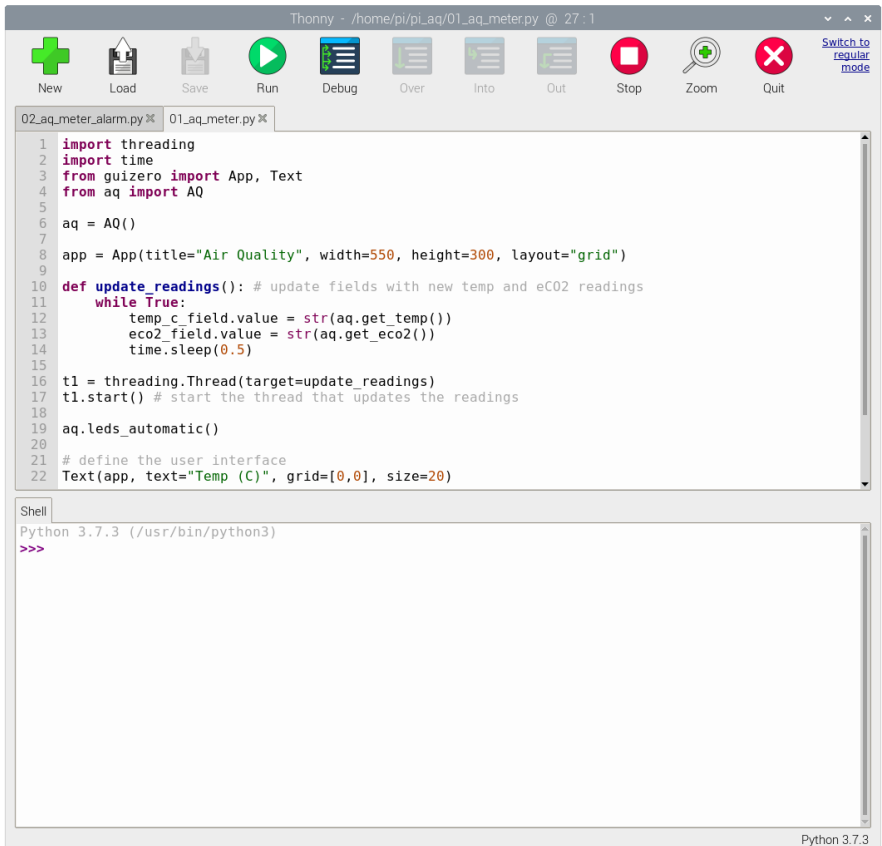 Thonny - /home/pi/pi_aq/01_aq_meter.py @ 27 : 1
New Load Save Run Debug Over Into Out Stop Zoom Quit
Switch to
regular
mode
02_aq_meter_alarm.py 01_aq_meter.py
1 import threading
2 import time
3 from guizero import App, Text
4 from aq import AQ
5
6 aq = AQ()
7
8 app = App(title="Air Quality", width=550, height=300, layout="grid")
9
10 def update_readings(): # update fields with new temp and eCO2 readings
11     while True:
12         temp_c_field.value = str(aq.get_temp())
13         eco2_field.value = str(aq.get_eco2())
14         time.sleep(0.5)
15
16 t1 = threading.Thread(target=update_readings)
17 t1.start() # start the thread that updates the readings
18
19 aq.leds_automatic()
20
21 # define the user interface
22 Text(app, text="Temp (C)", grid=[0,0], size=20)
Shell
Python 3.7.3 (/usr/bin/python3)
>>>
Python 3.7.3